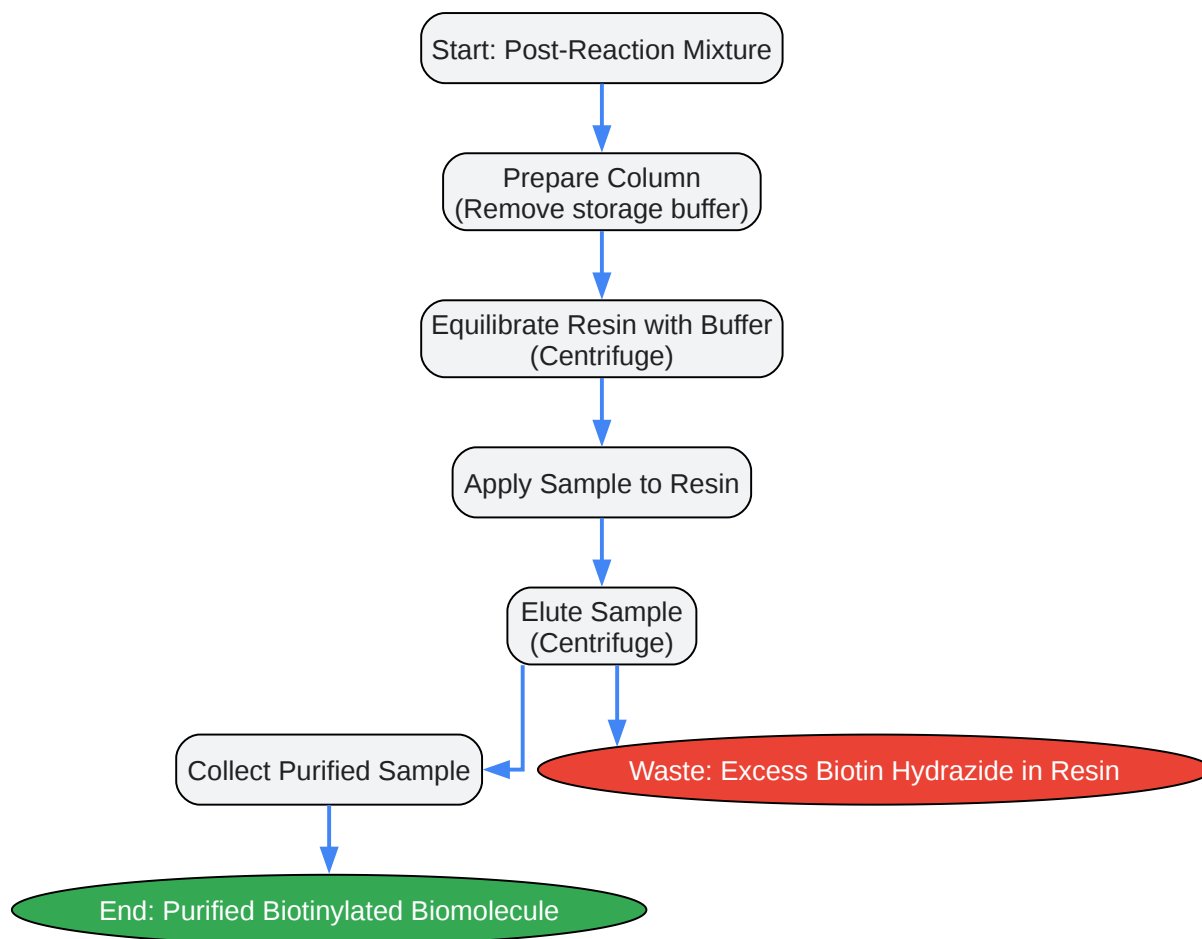 Start: Post-Reaction Mixture
Prepare Column
(Remove storage buffer)
Equilibrate Resin with Buffer
(Centrifuge)
Apply Sample to Resin
Elute Sample
(Centrifuge)
Collect Purified Sample
Waste: Excess Biotin Hydrazide in Resin
End: Purified Biotinylated Biomolecule